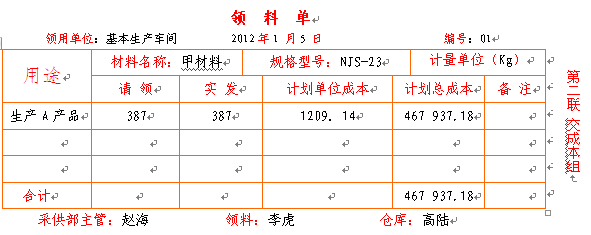 领 料 单
领用单位：基本生产车间 2012年1月5日 编号：01
用途 材料名称：甲材料 规格型号：NJS-23 计量单位（Kg）
请 领 实 发 计划单位成本 计划总成本 备 注
生产A产品 387 387 1209.14 467 937.18
合计 467 937.18
采供部主管：赵海 领料：李虎 仓库：高陆
第二联 交成本组